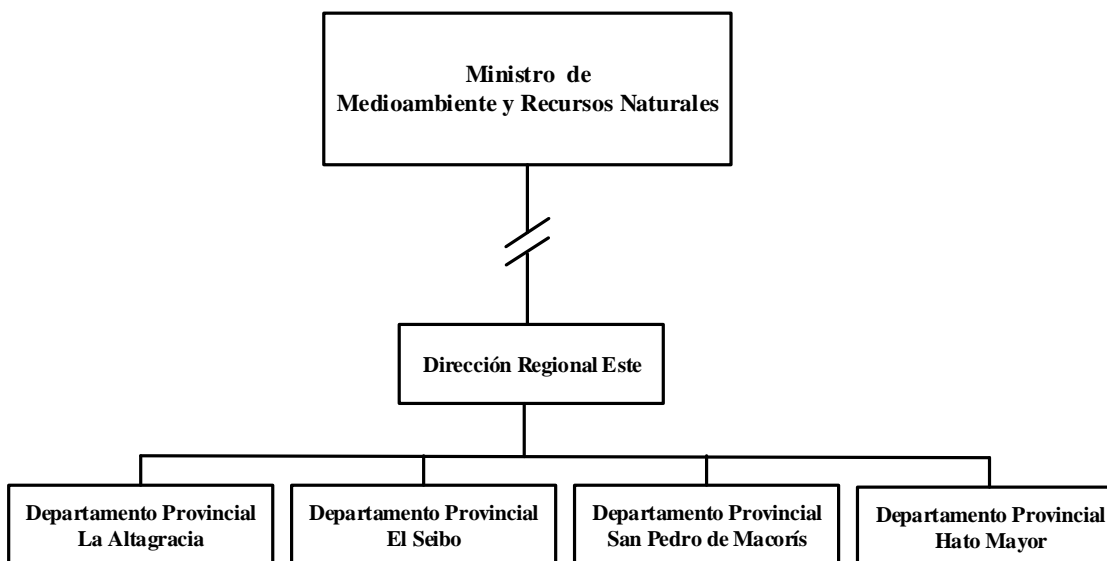 Ministro de
Medioambiente y Recursos Naturales
Dirección Regional Este
Departamento Provincial
La Altagracia
Departamento Provincial
El Seibo
Departamento Provincial
San Pedro de Macorís
Departamento Provincial
Hato Mayor